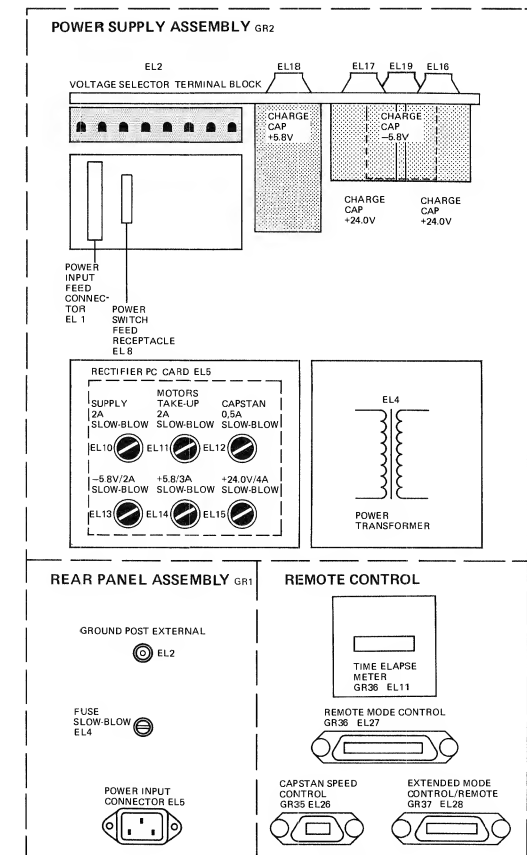 POWER SUPPLY ASSEMBLY GR2
EL2
EL18
EL17
EL19
EL16
VOLTAGE SELECTOR TERMINAL BLOCK
CHARGE
CAP
+5.8V
CHARGE
CAP
−5.8V
CHARGE
CAP
+24.0V
CHARGE
CAP
+24.0V
POWER
INPUT
FEED
CONNEC-
TOR
EL 1
POWER
SWITCH
FEED
RECEPTACLE
EL 8
RECTIFIER PC CARD EL5
MOTORS
SUPPLY
2A
SLOW-BLOW
TAKE-UP
2A
SLOW-BLOW
CAPSTAN
0,5A
SLOW-BLOW
EL10
EL11
EL12
−5.8V/2A
SLOW-BLOW
+5.8/3A
SLOW-BLOW
+24.0V/4A
SLOW-BLOW
EL13
EL14
EL15
EL4
POWER
TRANSFORMER
REAR PANEL ASSEMBLY GR1
GROUND POST EXTERNAL
EL2
FUSE
SLOW-BLOW
EL4
POWER INPUT
CONNECTOR EL5
REMOTE CONTROL
TIME ELAPSE
METER
GR36 EL11
REMOTE MODE CONTROL
GR36 EL27
CAPSTAN SPEED
CONTROL
GR35 EL26
EXTENDED MODE
CONTROL/REMOTE
GR37 EL28